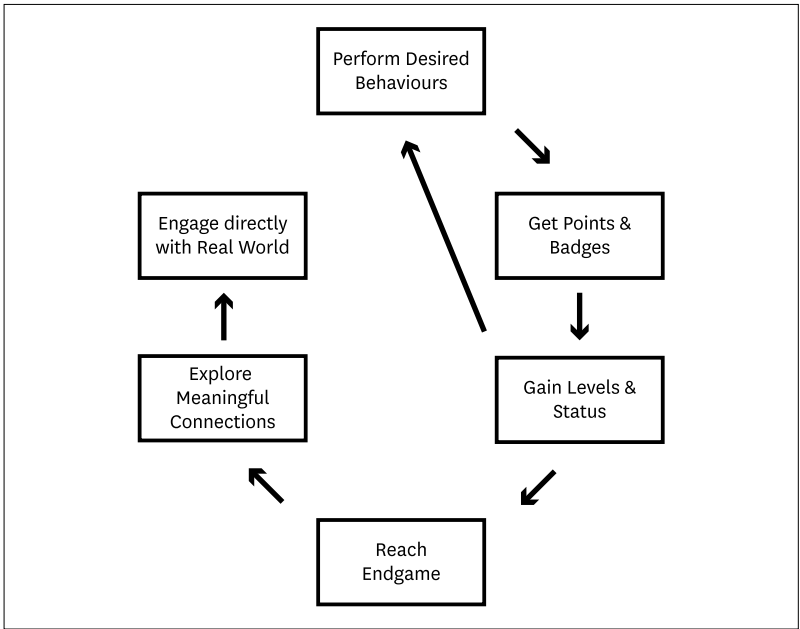 Perform Desired
Behaviours
Get Points &
Badges
Gain Levels &
Status
Reach
Endgame
Explore
Meaningful
Connections
Engage directly
with Real World